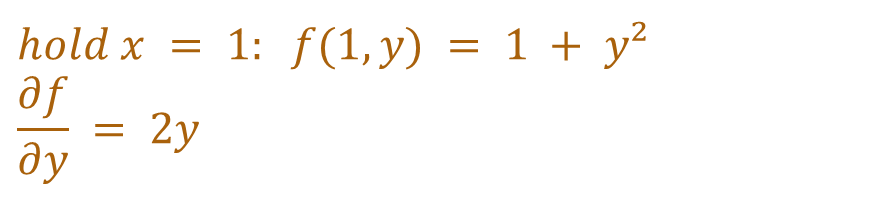 hold x = 1: f(1, y) = 1 + y²
∂f/∂y = 2y